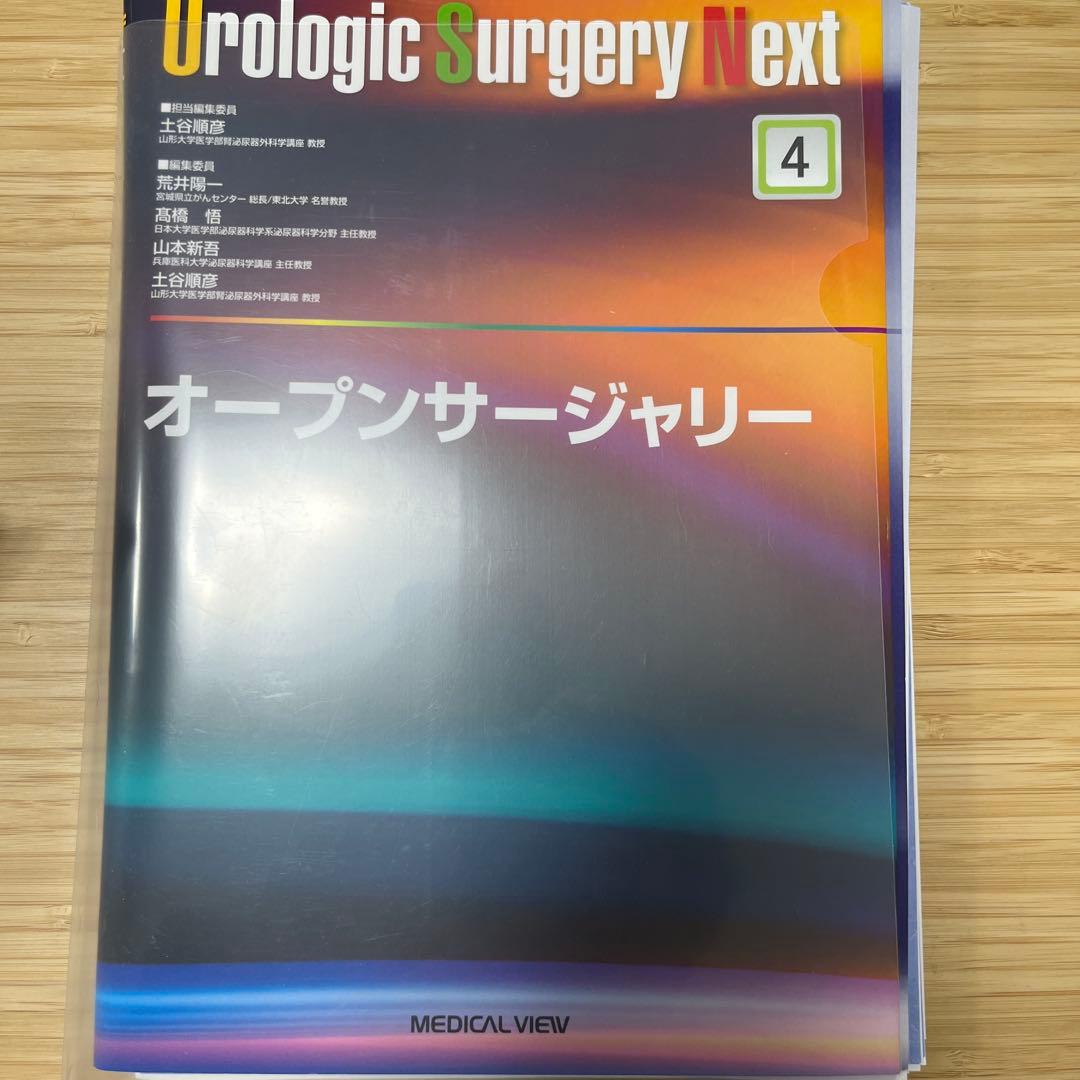 Urologic Surgery Next
4
■担当編集委員
土谷順彦
山形大学医学部腎泌尿器外科学講座 教授
■編集委員
荒井陽一
宮城県立がんセンター 総長/東北大学 名誉教授
髙橋 悟
日本大学医学部泌尿器科学系泌尿器科学分野 主任教授
山本新吾
兵庫医科大学泌尿器科学講座 主任教授
土谷順彦
山形大学医学部腎泌尿器外科学講座 教授
オープンサージャリー
MEDICAL VIEW